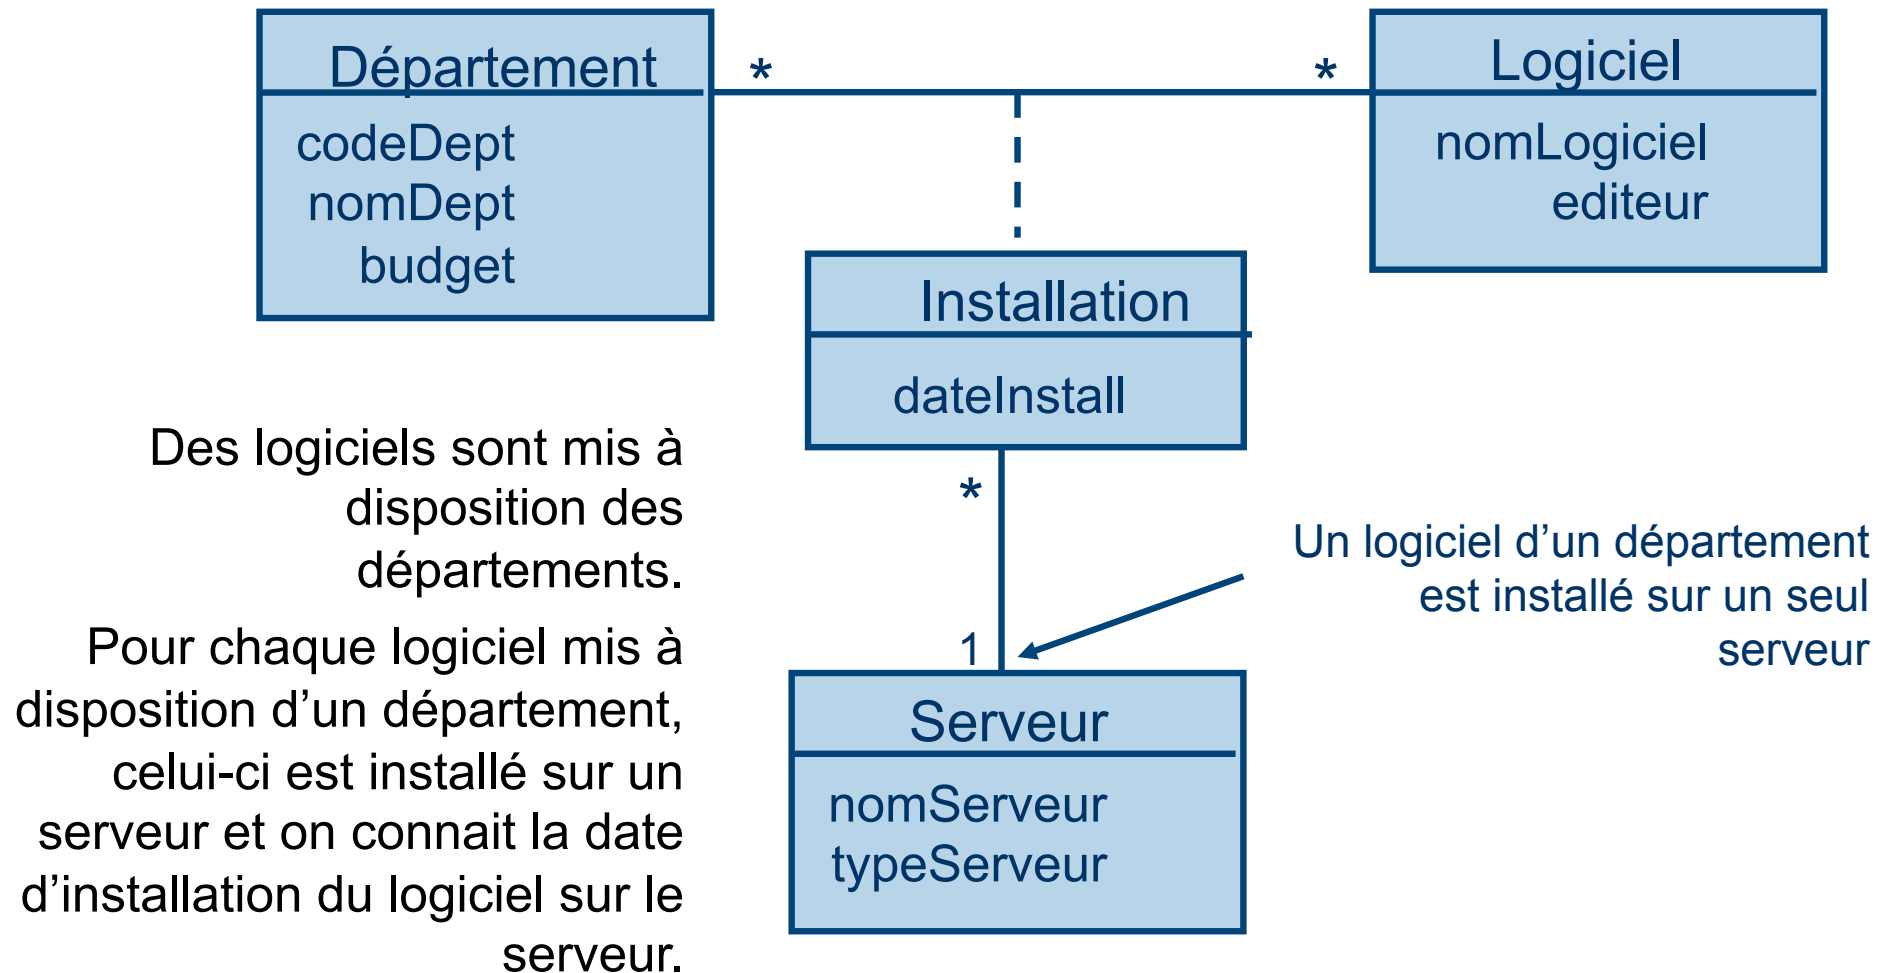 Département
codeDept
nomDept
budget
*
*
Logiciel
nomLogiciel
editeur
Installation
dateInstall
*
1
Serveur
nomServeur
typeServeur
Des logiciels sont mis à
disposition des
départements.
Pour chaque logiciel mis à
disposition d’un département,
celui-ci est installé sur un
serveur et on connait la date
d’installation du logiciel sur le
serveur.
Un logiciel d’un département
est installé sur un seul
serveur